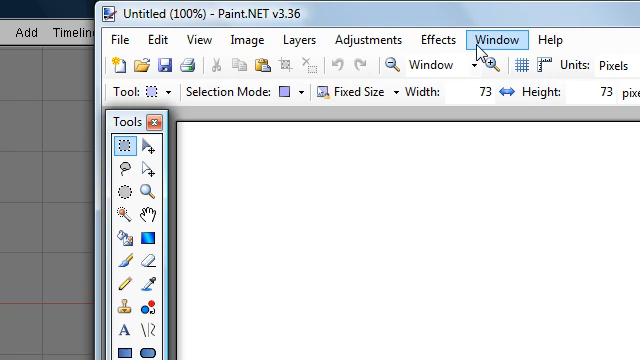 Untitled (100%) - Paint.NET v3.36
Add Timeline
File Edit View Image Layers Adjustments Effects Window Help
Window Units: Pixels
Tool: Selection Mode: Fixed Size Width: 73 Height: 73
Tools